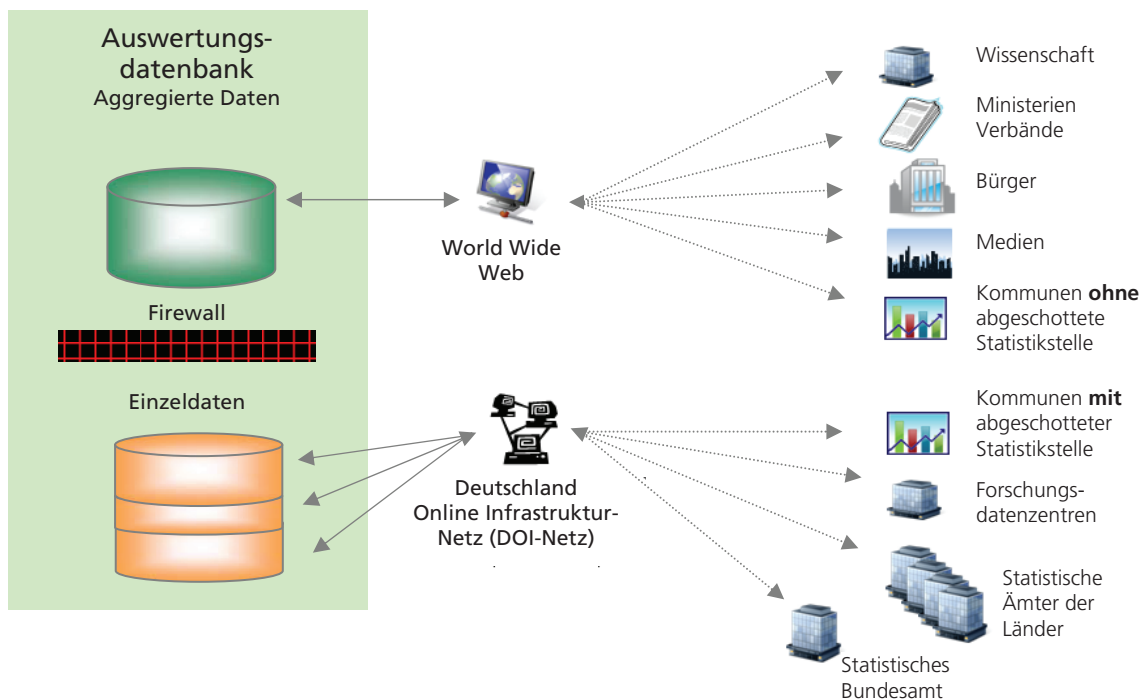 Auswertungs-
datenbank
Aggregierte Daten
Firewall
Einzeldaten
World Wide
Web
Deutschland
Online Infrastruktur-
Netz (DOI-Netz)
Wissenschaft
Ministerien
Verbände
Bürger
Medien
Kommunen ohne
abgeschottete
Statistikstelle
Kommunen mit
abgeschotteter
Statistikstelle
Forschungs-
datenzentren
Statistische
Ämter der
Länder
Statistisches
Bundesamt